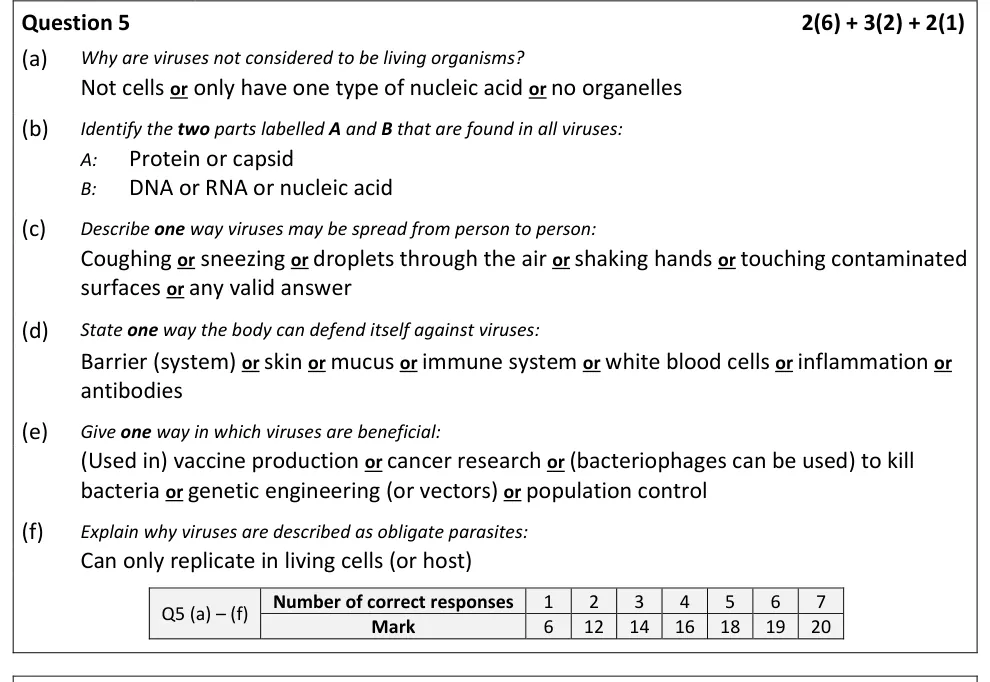 Question 5 2(6) + 3(2) + 2(1)
(a) Why are viruses not considered to be living organisms?
Not cells or only have one type of nucleic acid or no organelles
(b) Identify the two parts labelled A and B that are found in all viruses:
A: Protein or capsid
B: DNA or RNA or nucleic acid
(c) Describe one way viruses may be spread from person to person:
Coughing or sneezing or droplets through the air or shaking hands or touching contaminated
surfaces or any valid answer
(d) State one way the body can defend itself against viruses:
Barrier (system) or skin or mucus or immune system or white blood cells or inflammation or
antibodies
(e) Give one way in which viruses are beneficial:
(Used in) vaccine production or cancer research or (bacteriophages can be used) to kill
bacteria or genetic engineering (or vectors) or population control
(f) Explain why viruses are described as obligate parasites:
Can only replicate in living cells (or host)
Q5 (a) – (f) Number of correct responses 1 2 3 4 5 6 7
Mark 6 12 14 16 18 19 20